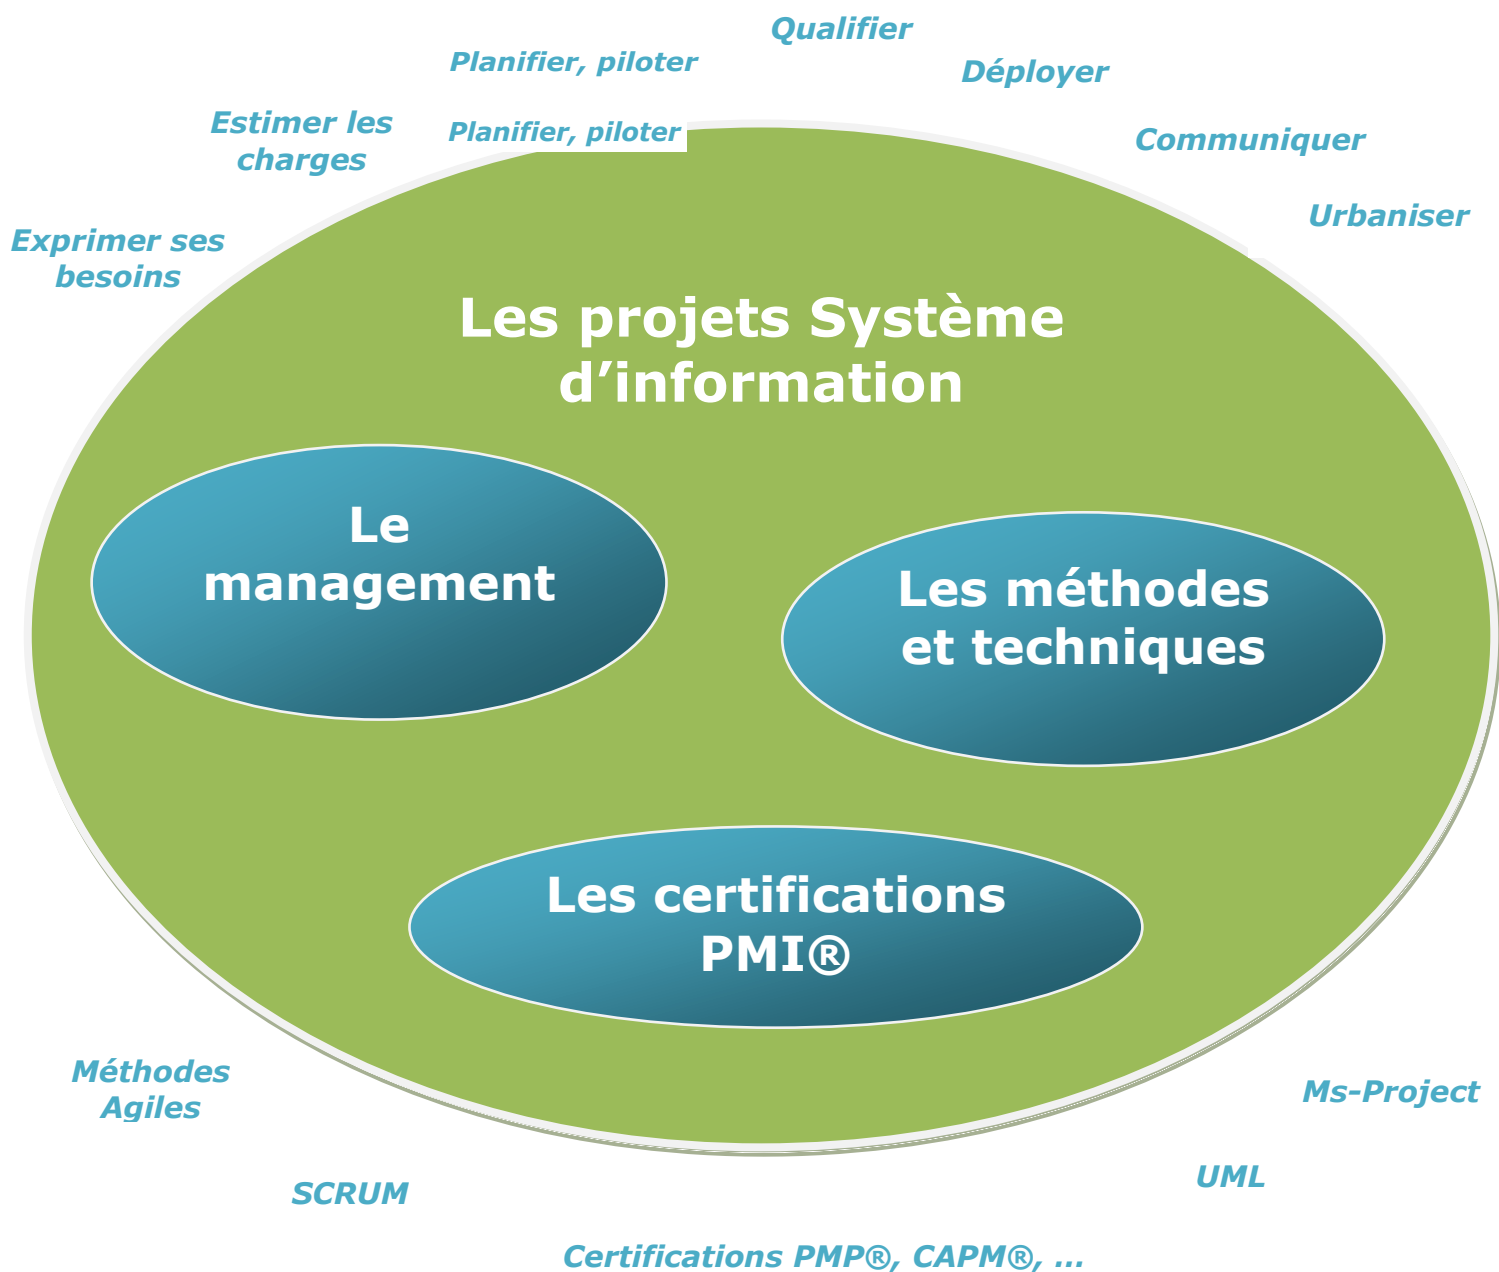 Qualifier
Planifier, piloter
Déployer
Estimer les
charges
Planifier, piloter
Communiquer
Urbaniser
Exprimer ses
besoins
Les projets Système
d’information
Le
management
Les méthodes
et techniques
Les certifications
PMI®
Méthodes
Agiles
Ms-Project
SCRUM
UML
Certifications PMP®, CAPM®, ...